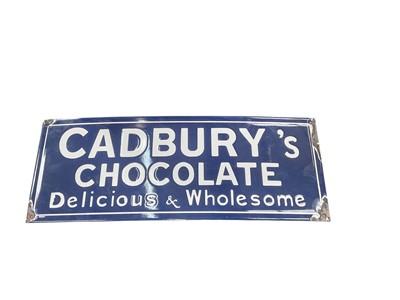 CADBURY's
CHOCOLATE
Delicious & Wholesome